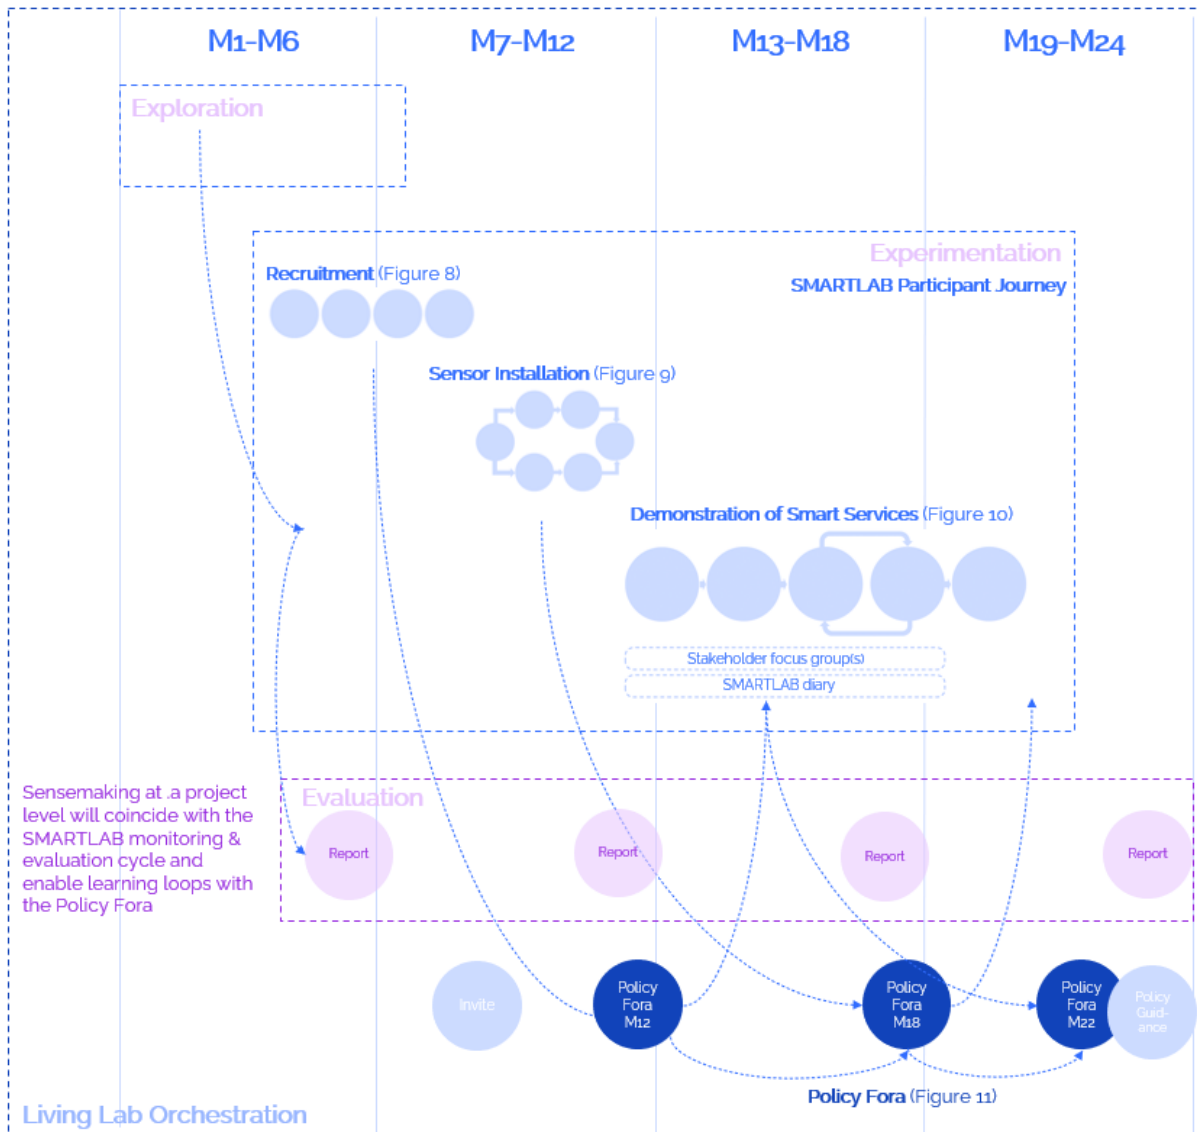 M1-M6
M7-M12
M13-M18
M19-M24
Exploration
Experimentation
SMARTLAB Participant Journey
Recruitment (Figure 8)
Sensor Installation (Figure 9)
Demonstration of Smart Services (Figure 10)
Stakeholder focus group(s)
SMARTLAB diary
Sensemaking at .a project
level will coincide with the
SMARTLAB monitoring &
evaluation cycle and
enable learning loops with
the Policy Fora
Evaluation
Report
Report
Report
Report
Invite
Policy
Fora
M12
Policy
Fora
M18
Policy
Fora
M22
Policy
Guid-
ance
Policy Fora (Figure 11)
Living Lab Orchestration